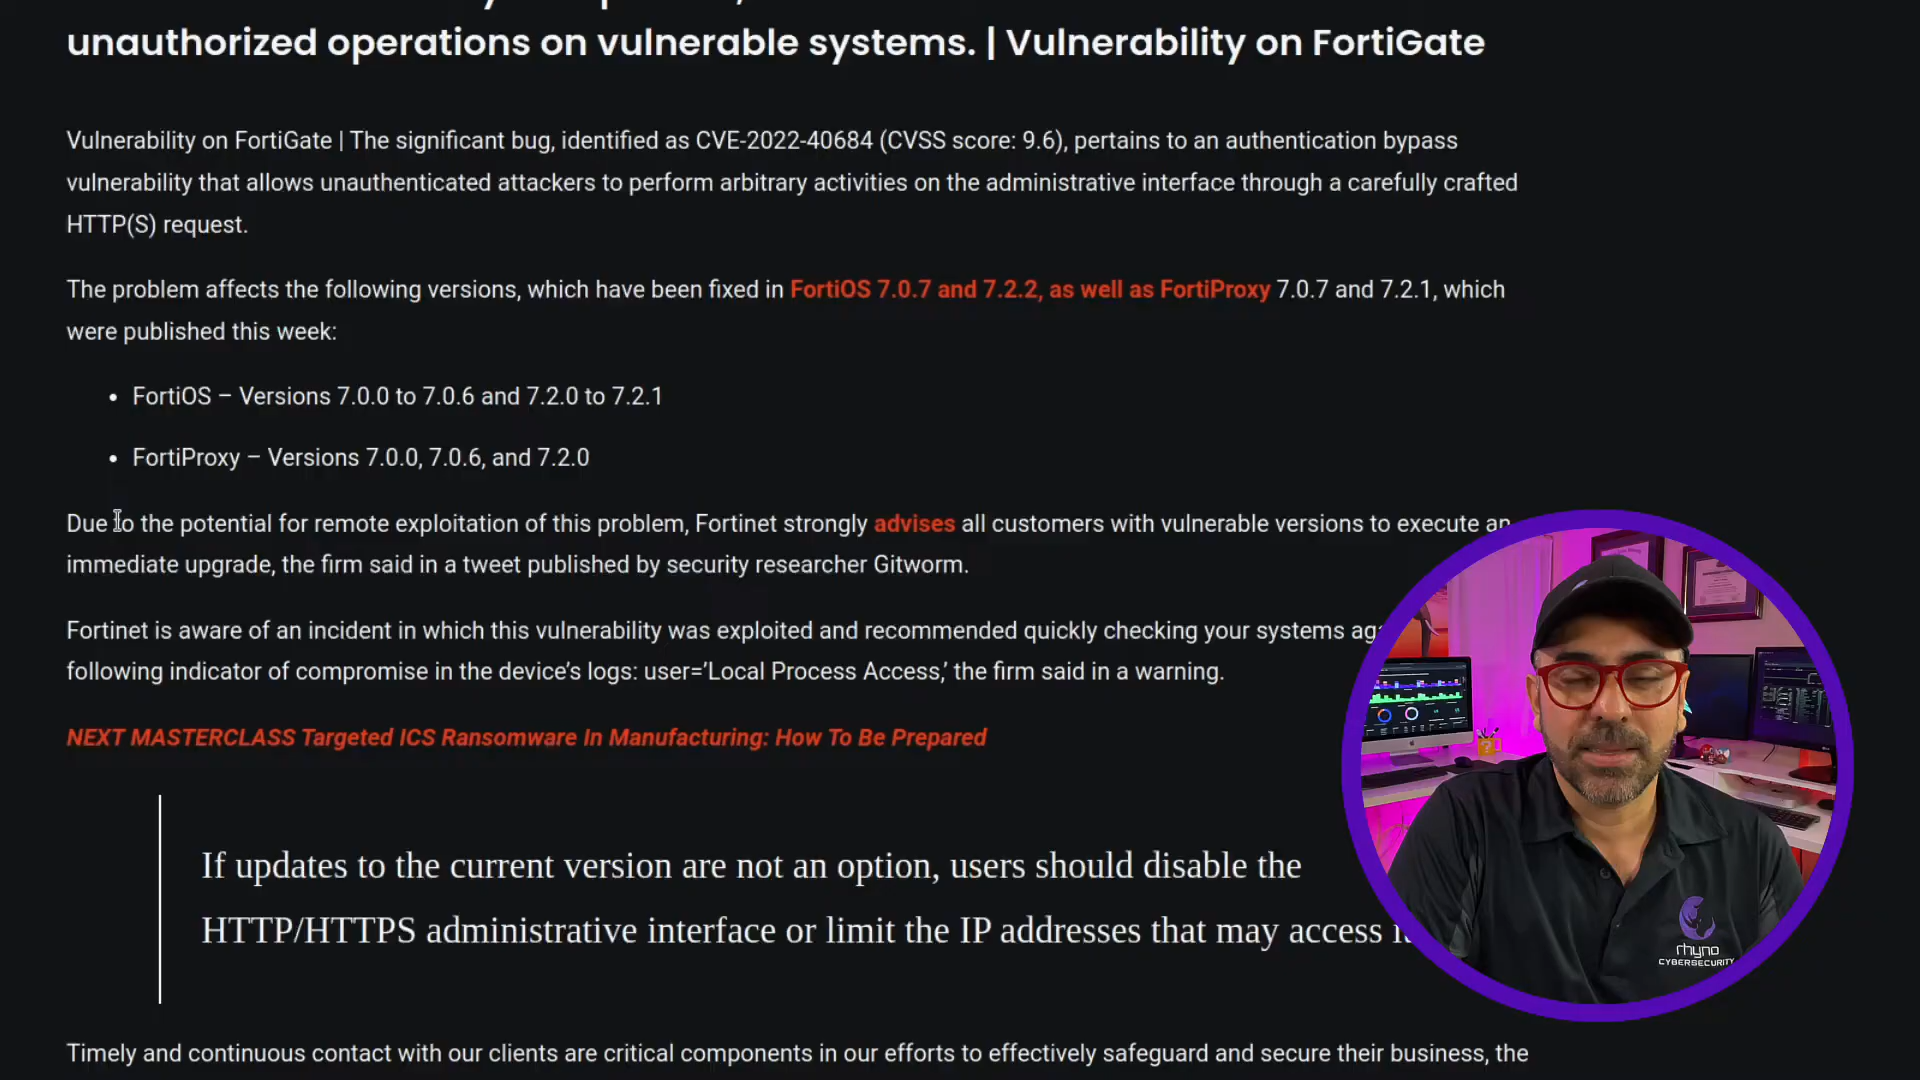 unauthorized operations on vulnerable systems. | Vulnerability on FortiGate
Vulnerability on FortiGate | The significant bug, identified as CVE-2022-40684 (CVSS score: 9.6), pertains to an authentication bypass
vulnerability that allows unauthenticated attackers to perform arbitrary activities on the administrative interface through a carefully crafted
HTTP(S) request.
The problem affects the following versions, which have been fixed in FortiOS 7.0.7 and 7.2.2, as well as FortiProxy 7.0.7 and 7.2.1, which
were published this week:
• FortiOS – Versions 7.0.0 to 7.0.6 and 7.2.0 to 7.2.1
• FortiProxy – Versions 7.0.0, 7.0.6, and 7.2.0
Due to the potential for remote exploitation of this problem, Fortinet strongly advises all customers with vulnerable versions to execute an
immediate upgrade, the firm said in a tweet published by security researcher Gitworm.
Fortinet is aware of an incident in which this vulnerability was exploited and recommended quickly checking your systems
following indicator of compromise in the device’s logs: user=’Local Process Access,’ the firm said in a warning.
NEXT MASTERCLASS Targeted ICS Ransomware In Manufacturing: How To Be Prepared
If updates to the current version are not an option, users should disable the
HTTP/HTTPS administrative interface or limit the IP addresses that may access
rhyno
CYBERSECURITY
Timely and continuous contact with our clients are critical components in our efforts to effectively safeguard and secure their business, the